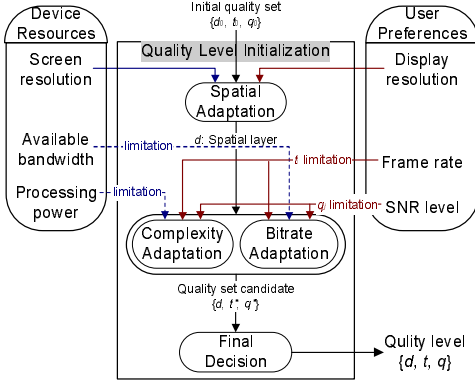 Device
Resources
Initial quality set
{d₀, t₀, q₀}
User
Preferences
Quality Level Initialization
Screen
resolution
Display
resolution
Spatial
Adaptation
Available
bandwidth
limitation
d: Spatial layer
t limitation
Frame rate
Processing
power
limitation
qⱼ limitation
SNR level
Complexity
Adaptation
Bitrate
Adaptation
Quality set candidate
{d, t*, q*}
Final
Decision
Qulity level
{d, t, q}